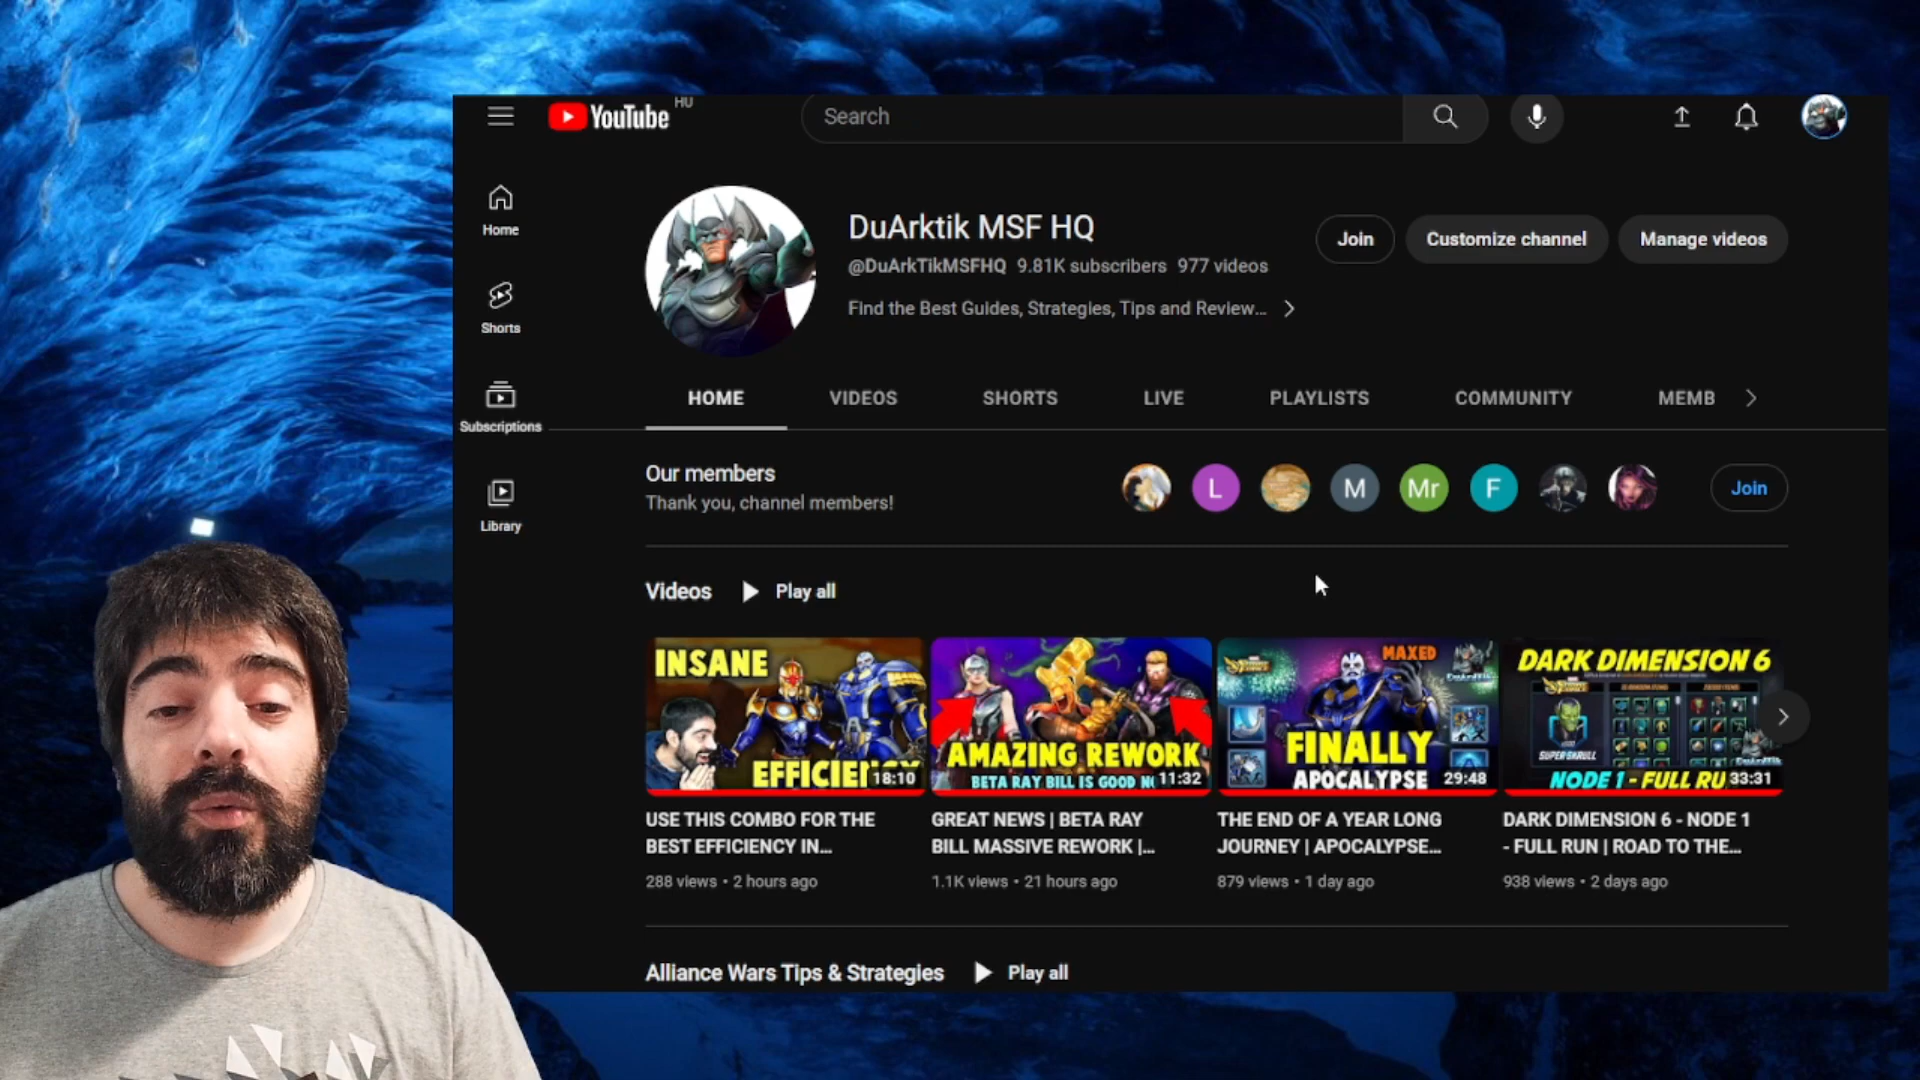 YouTube HU
Search
Home
Shorts
Subscriptions
Library
DuArktik MSF HQ
@DuArkTikMSFHQ 9.81K subscribers 977 videos
Find the Best Guides, Strategies, Tips and Review...
Join
Customize channel
Manage videos
HOME VIDEOS SHORTS LIVE PLAYLISTS COMMUNITY MEMB
Our members
Thank you, channel members!
L M Mr F
Join
Videos Play all
INSANE
EFFICIE
18:10
AMAZING REWORK
BETA RAY BILL IS GOOD
11:32
MAXED
FINALLY
APOCALYPSE
29:48
DARK DIMENSION 6
SUPER SKRULL
NODE 1 - FULL RU
33:31
USE THIS COMBO FOR THE
BEST EFFICIENCY IN...
288 views • 2 hours ago
GREAT NEWS | BETA RAY
BILL MASSIVE REWORK |...
1.1K views • 21 hours ago
THE END OF A YEAR LONG
JOURNEY | APOCALYPSE...
879 views • 1 day ago
DARK DIMENSION 6 - NODE 1
- FULL RUN | ROAD TO THE...
938 views • 2 days ago
Alliance Wars Tips & Strategies Play all